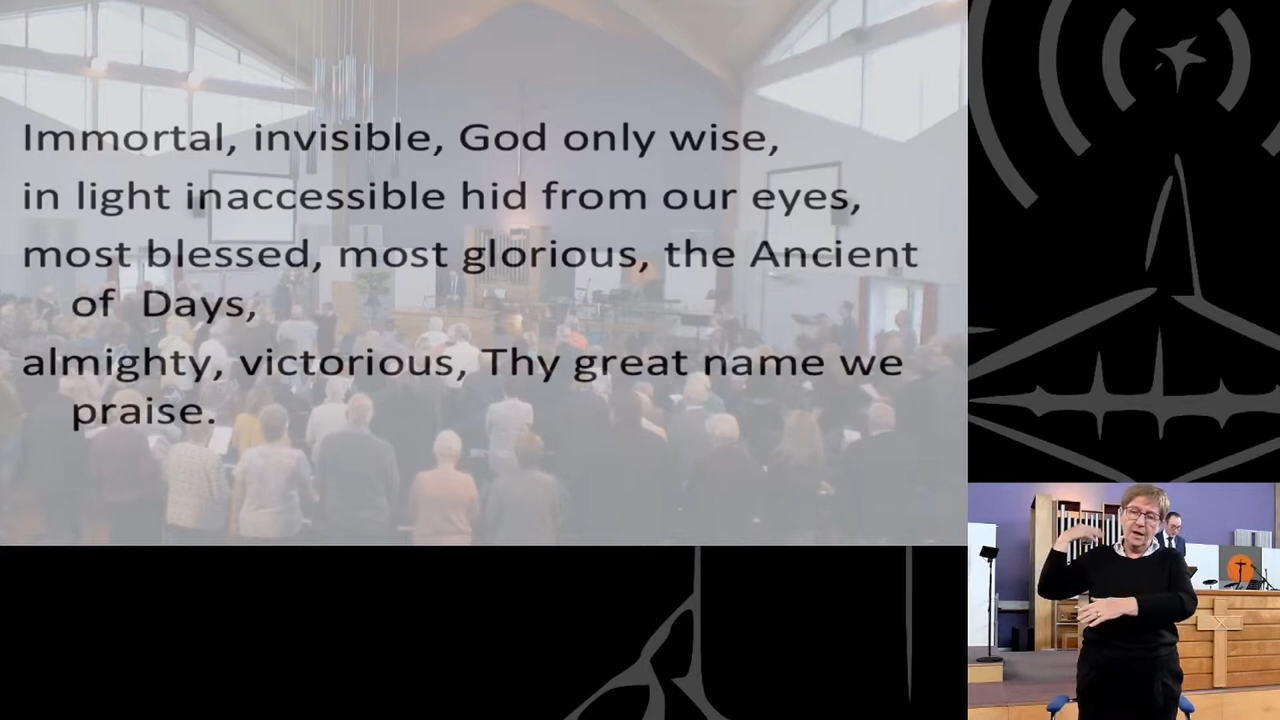 Immortal, invisible, God only wise,
in light inaccessible hid from our eyes,
most blessed, most glorious, the Ancient
of Days,
almighty, victorious, Thy great name we
praise.